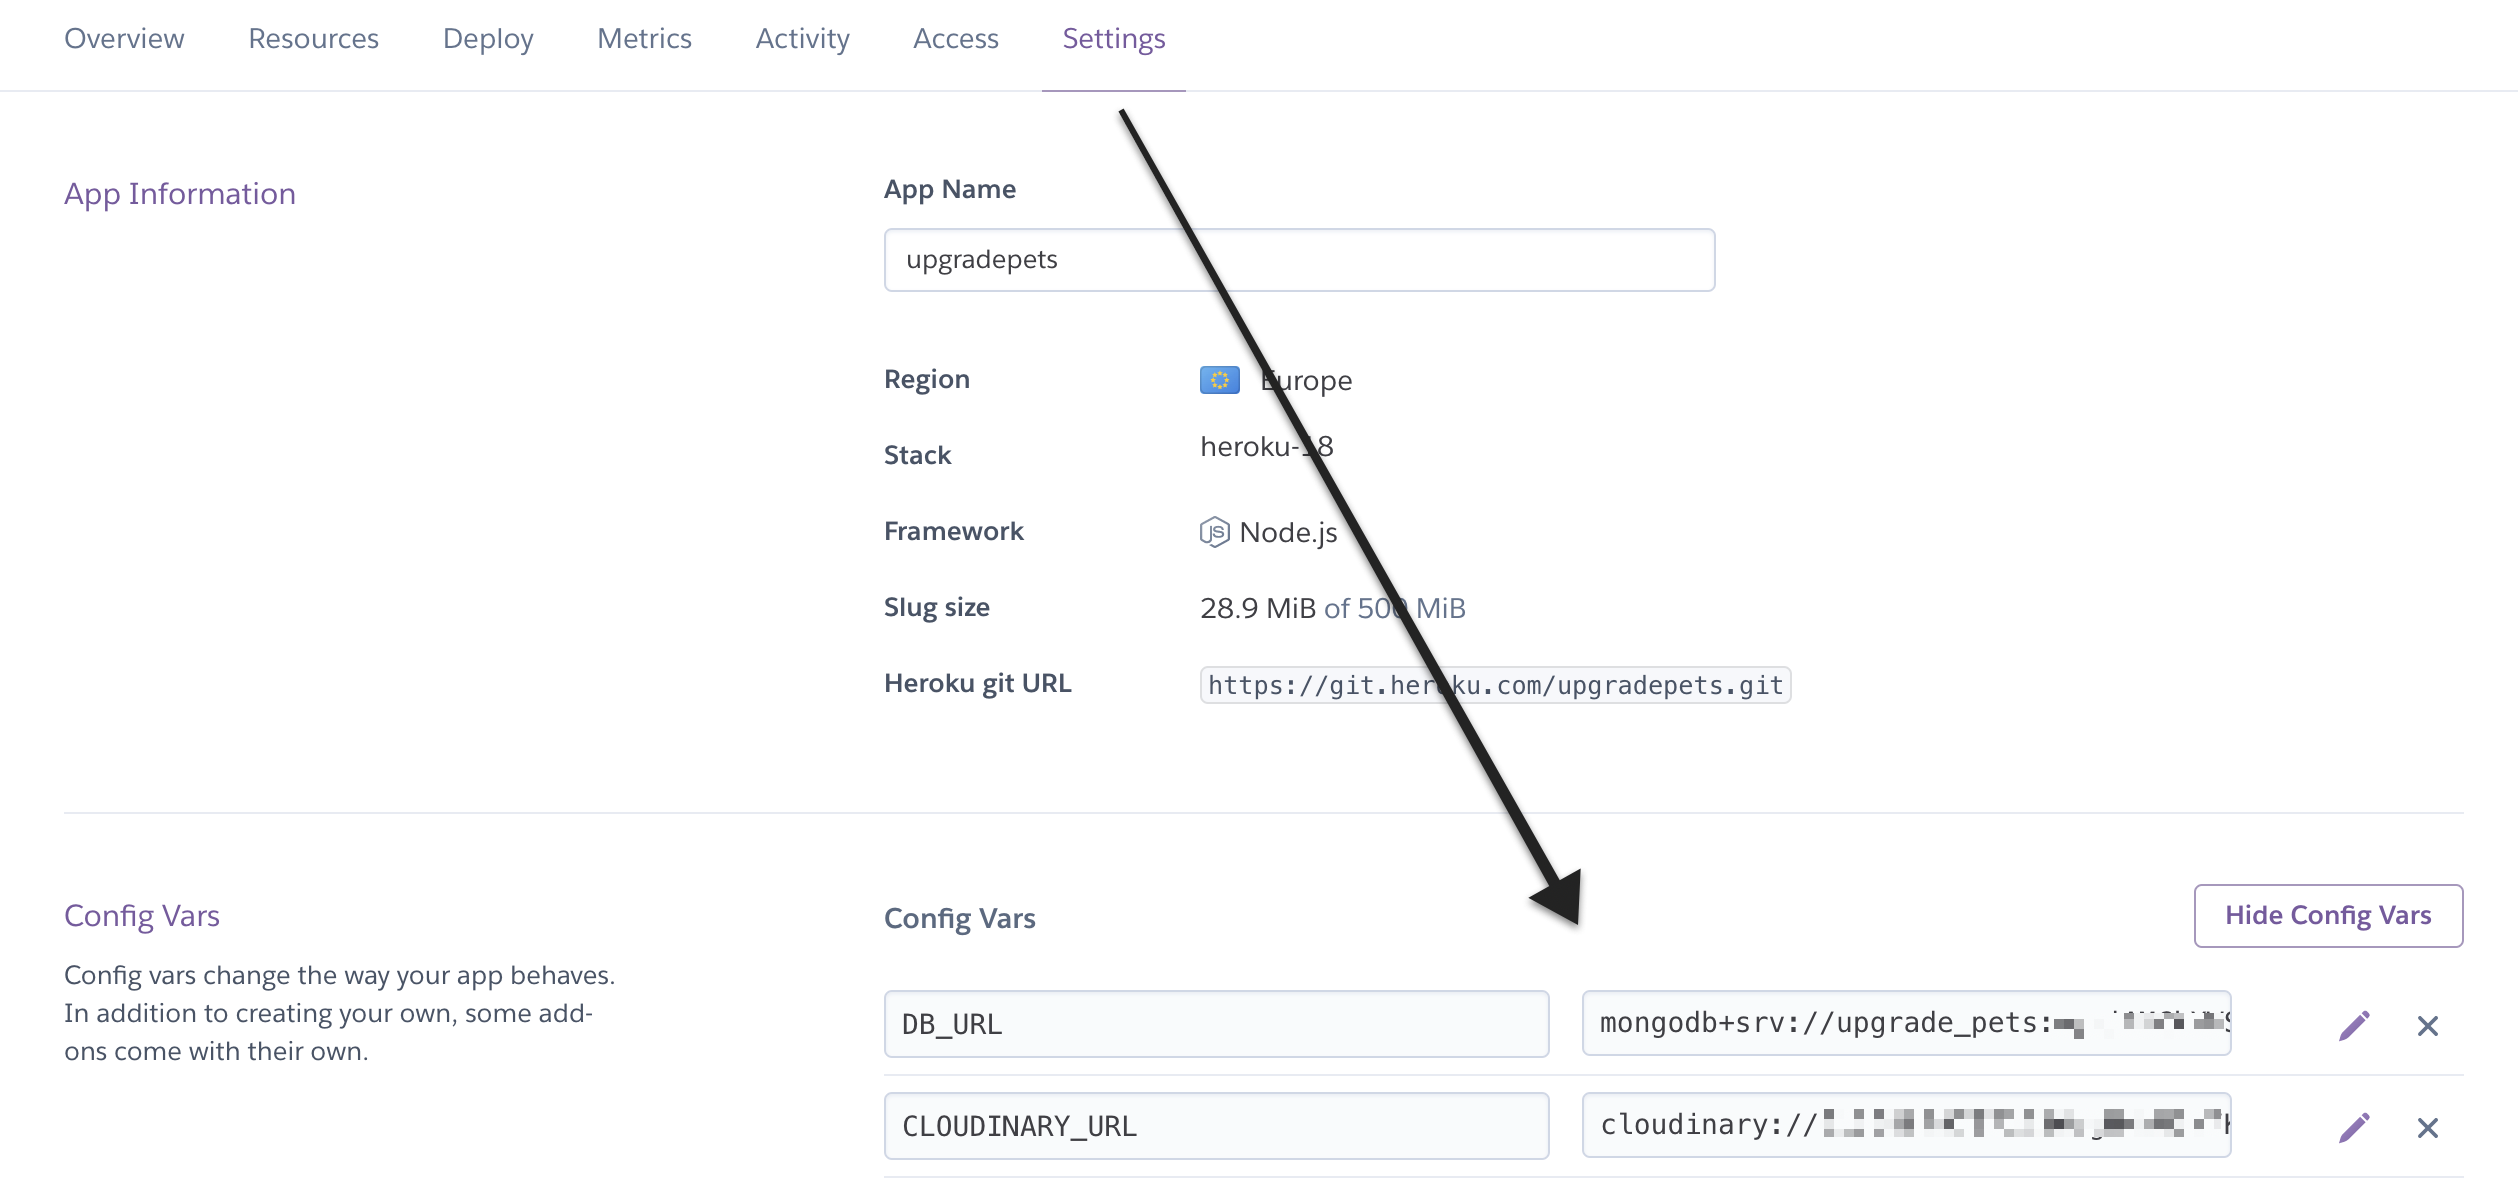 Overview Resources Deploy Metrics Activity Access Settings
App Information
App Name
upgradepets
Region Europe
Stack heroku-18
Framework Node.js
Slug size 28.9 MiB of 500 MiB
Heroku git URL https://git.heroku.com/upgradepets.git
Config Vars
Config vars change the way your app behaves.
In addition to creating your own, some add-
ons come with their own.
Config Vars Hide Config Vars
DB_URL mongodb+srv://upgrade_pets:
CLOUDINARY_URL cloudinary://